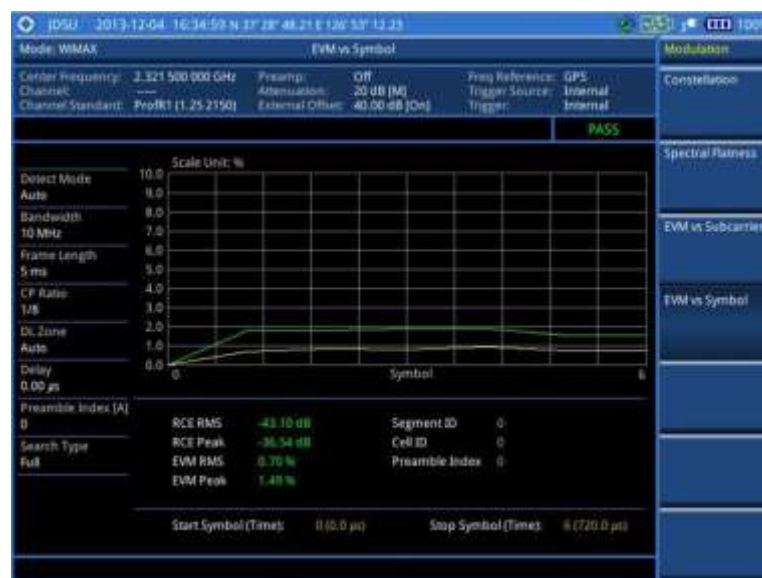 JDSU 2013-12-04 16:34:59 N 37° 28' 48.21 E 126° 53' 12.23 100
Mode: WIMAX EVM vs Symbol Modulation
Center Frequency: 2.321 500 000 GHz Preamp: Off Freq Reference: GPS
Channel: ---- Attenuation: 20 dB [M] Trigger Source: Internal
Channel Standard: ProfR1 (1.25 2150) External Offset: 40.00 dB [On] Trigger: Internal
Constellation
PASS
Spectral Flatness
EVM vs Subcarrier
EVM vs Symbol
Scale Unit: %
Detect Mode
Auto
Bandwidth
10 MHz
Frame Length
5 ms
CP Ratio
1/8
DL Zone
Auto
Delay
0.00 µs
Preamble Index [A]
0
Search Type
Full
10.0
9.0
8.0
7.0
6.0
5.0
4.0
3.0
2.0
1.0
0.0
0 Symbol 6
RCE RMS -43.10 dB Segment ID 0
RCE Peak -36.54 dB Cell ID 0
EVM RMS 0.70 % Preamble Index 0
EVM Peak 1.49 %
Start Symbol (Time): 0 (0.0 µs) Stop Symbol (Time): 6 (720.0 µs)